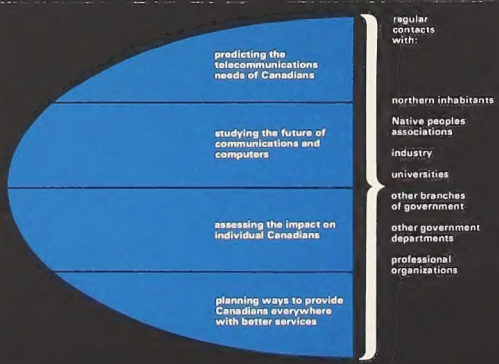 predicting the
telecommunications
needs of Canadians
studying the future of
communications and
computers
assessing the impact on
individual Canadians
planning ways to provide
Canadians everywhere
with better services
regular
contacts
with:
northern inhabitants
Native peoples
associations
industry
universities
other branches
of government
other government
departments
professional
organizations